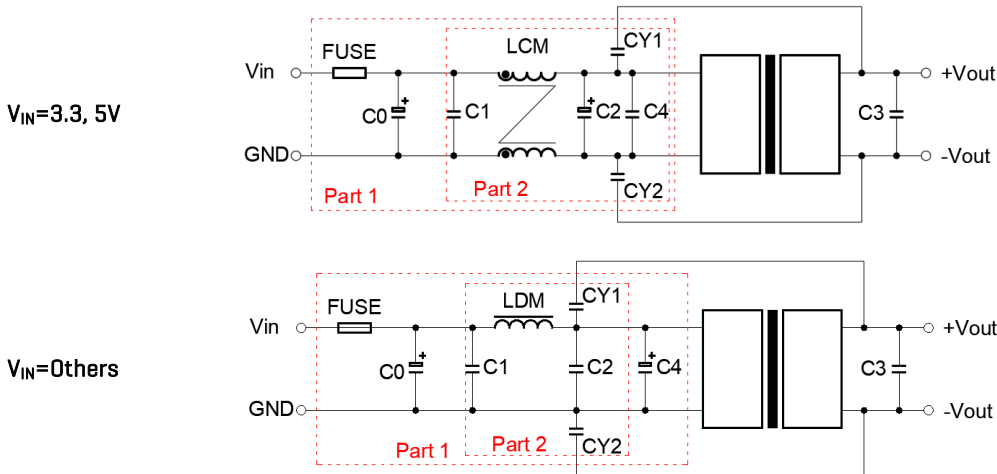 LCM
CY1
FUSE
Vin
+Vout
VIN=3.3, 5V
C0
+
C1
+
C2
C4
C3
GND
-Vout
Part 1
Part 2
CY2
LDM
CY1
FUSE
Vin
+Vout
VIN=Others
C0
+
C1
C2
+
C4
C3
GND
-Vout
Part 1
Part 2
CY2